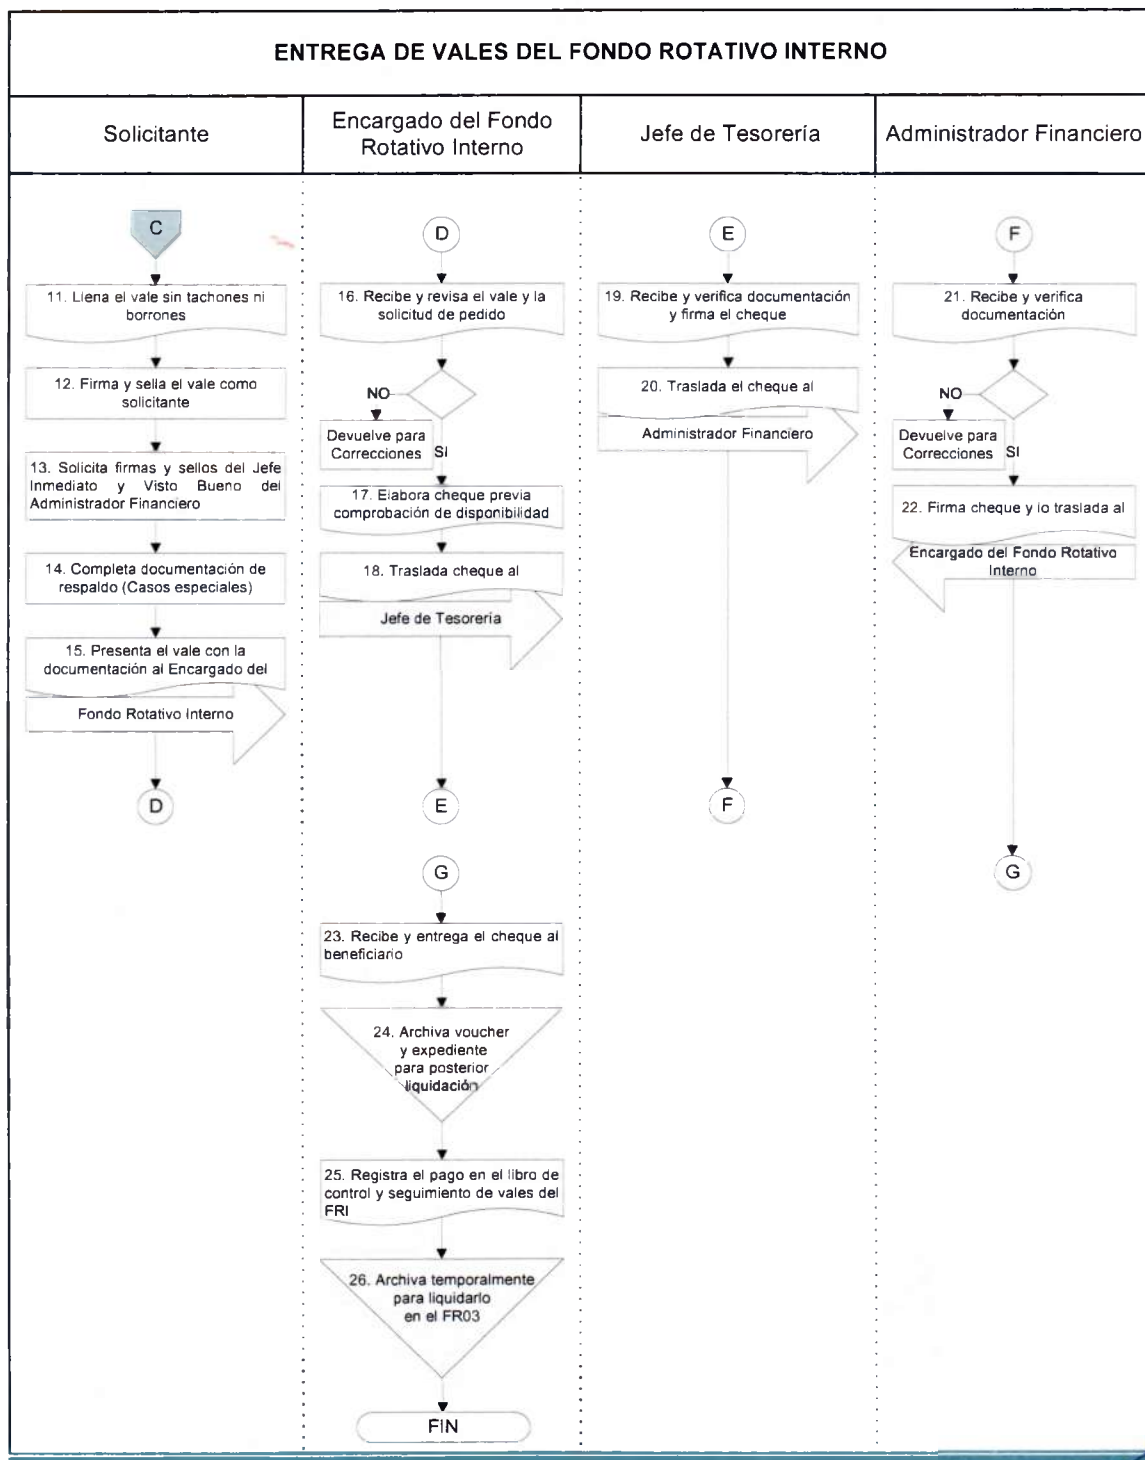 ENTREGA DE VALES DEL FONDO ROTATIVO INTERNO
Solicitante
Encargado del Fondo
Rotativo Interno
Jefe de Tesorería
Administrador Financiero
C
11. Llena el vale sin tachones ni
borrones
12. Firma y sella el vale como
solicitante
13. Solicita firmas y sellos del Jefe
Inmediato y Visto Bueno del
Administrador Financiero
14. Completa documentación de
respaldo (Casos especiales)
15. Presenta el vale con la
documentación al Encargado del
Fondo Rotativo Interno
D
D
16. Recibe y revisa el vale y la
solicitud de pedido
NO
Devuelve para
Correcciones
SI
17. Elabora cheque previa
comprobación de disponibilidad
18. Traslada cheque al
Jefe de Tesorería
E
E
19. Recibe y verifica documentación
y firma el cheque
20. Traslada el cheque al
Administrador Financiero
F
F
21. Recibe y verifica
documentación
NO
Devuelve para
Correcciones
SI
22. Firma cheque y lo traslada al
Encargado del Fondo Rotativo
Interno
G
G
23. Recibe y entrega el cheque al
beneficiario
24. Archiva voucher
y expediente
para posterior
liquidación
25. Registra el pago en el libro de
control y seguimiento de vales del
FRI
26. Archiva temporalmente
para liquidarlo
en el FR03
FIN